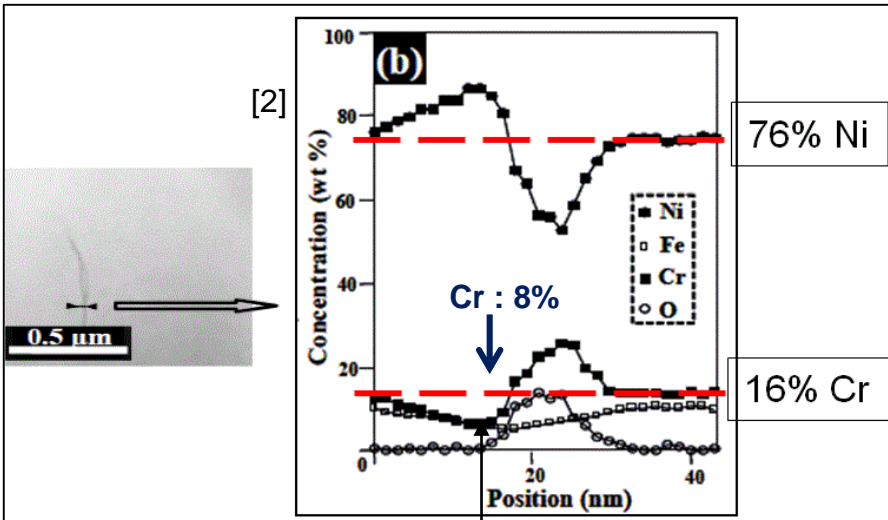 [2]
0.5 µm
(b)
Concentration (wt %)
100
80
60
40
20
0
20
40
Position (nm)
Cr : 8%
Ni
Fe
Cr
O
76% Ni
16% Cr